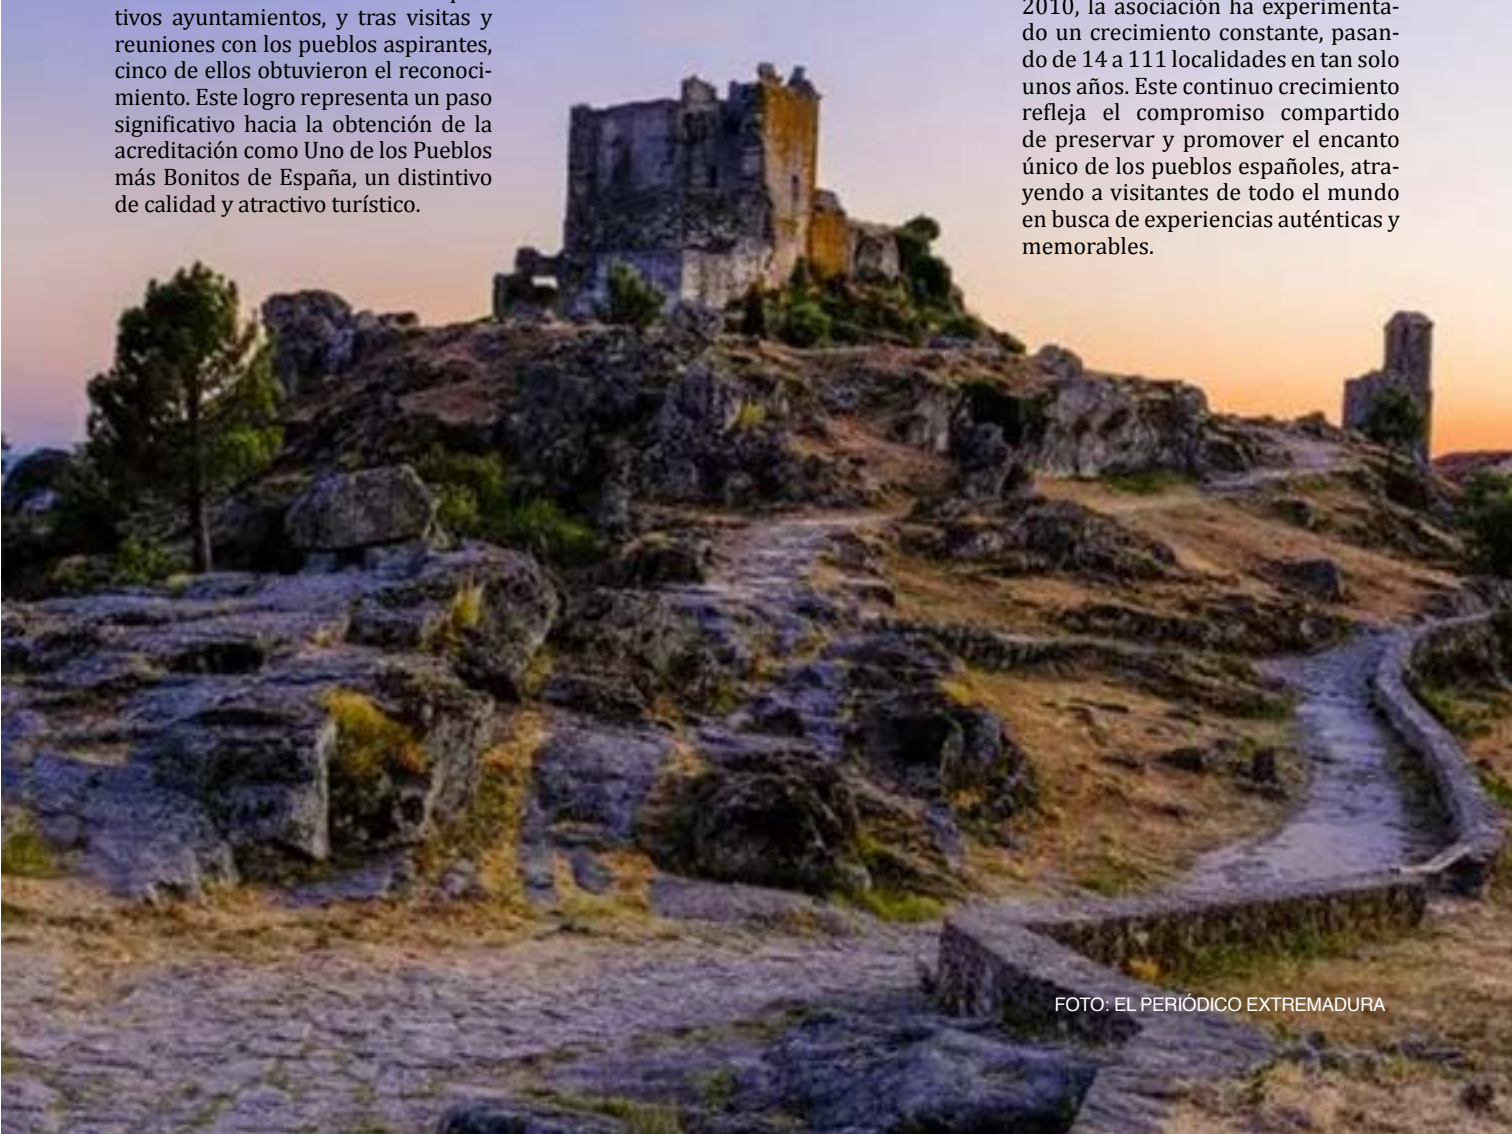 tivos ayuntamientos, y tras visitas y
reuniones con los pueblos aspirantes,
cinco de ellos obtuvieron el reconoci-
miento. Este logro representa un paso
significativo hacia la obtención de la
acreditación como Uno de los Pueblos
más Bonitos de España, un distintivo
de calidad y atractivo turístico.
2010, la asociación ha experimenta-
do un crecimiento constante, pasan-
do de 14 a 111 localidades en tan solo
unos años. Este continuo crecimiento
refleja el compromiso compartido
de preservar y promover el encanto
único de los pueblos españoles, atra-
yendo a visitantes de todo el mundo
en busca de experiencias auténticas y
memorables.
FOTO: EL PERIÓDICO EXTREMADURA